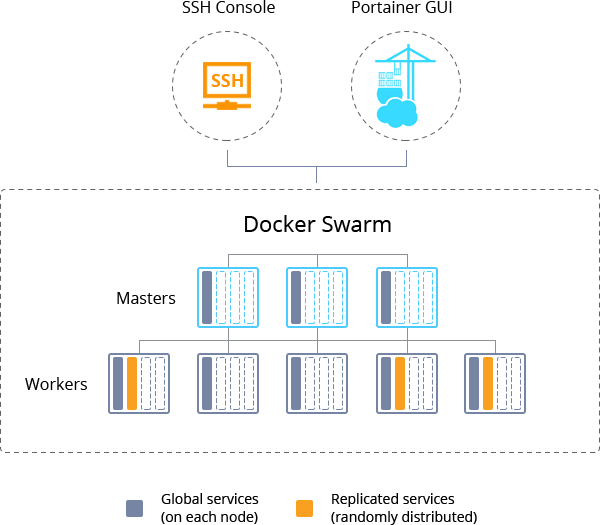 SSH Console
Portainer GUI
SSH
Docker Swarm
Masters
Workers
Global services
(on each node)
Replicated services
(randomly distributed)